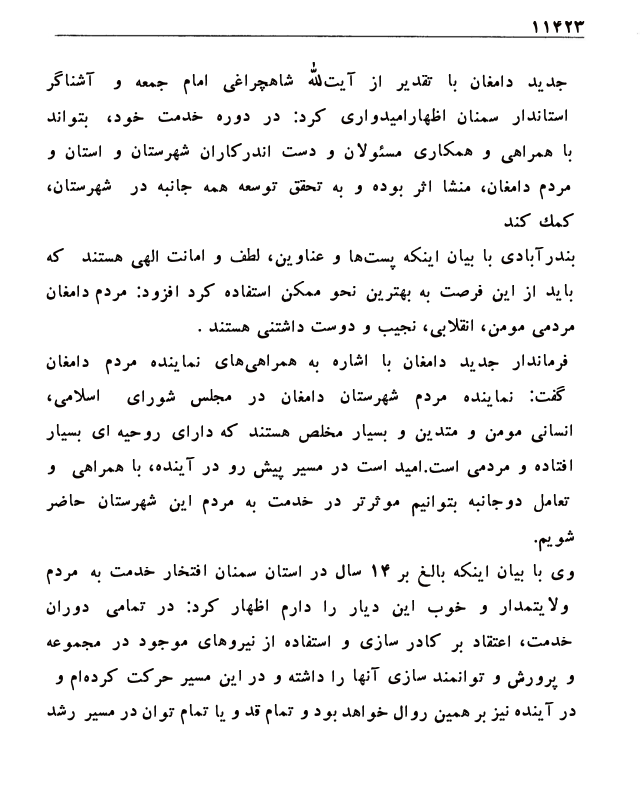 ۱۱۴۲۳
جدید دامغان با تقدیر از آیت‌الله شاهچراغی امام جمعه و آشناگر
استاندار سمنان اظهارامیدواری کرد: در دوره خدمت خود، بتواند
با همراهی و همکاری مسئولان و دست اندرکاران شهرستان و استان و
مردم دامغان، منشا اثر بوده و به تحقق توسعه همه جانبه در شهرستان،
کمك کند
بندرآبادی با بیان اینکه پست‌ها و عناوین، لطف و امانت الهی هستند که
باید از این فرصت به بهترین نحو ممکن استفاده کرد افزود: مردم دامغان
مردمی مومن، انقلابی، نجیب و دوست داشتنی هستند .
فرماندار جدید دامغان با اشاره به همراهی‌های نماینده مردم دامغان
گفت: نماینده مردم شهرستان دامغان در مجلس شورای اسلامی،
انسانی مومن و متدین و بسیار مخلص هستند که دارای روحیه ای بسیار
افتاده و مردمی است.امید است در مسیر پیش رو در آینده، با همراهی و
تعامل دوجانبه بتوانیم موثرتر در خدمت به مردم این شهرستان حاضر
شویم.
وی با بیان اینکه بالغ بر ۱۴ سال در استان سمنان افتخار خدمت به مردم
ولایتمدار و خوب این دیار را دارم اظهار کرد: در تمامی دوران
خدمت، اعتقاد بر کادر سازی و استفاده از نیروهای موجود در مجموعه
و پرورش و توانمند سازی آنها را داشته و در این مسیر حرکت کرده‌ام و
در آینده نیز بر همین روال خواهد بود و تمام قد و یا تمام توان در مسیر رشد